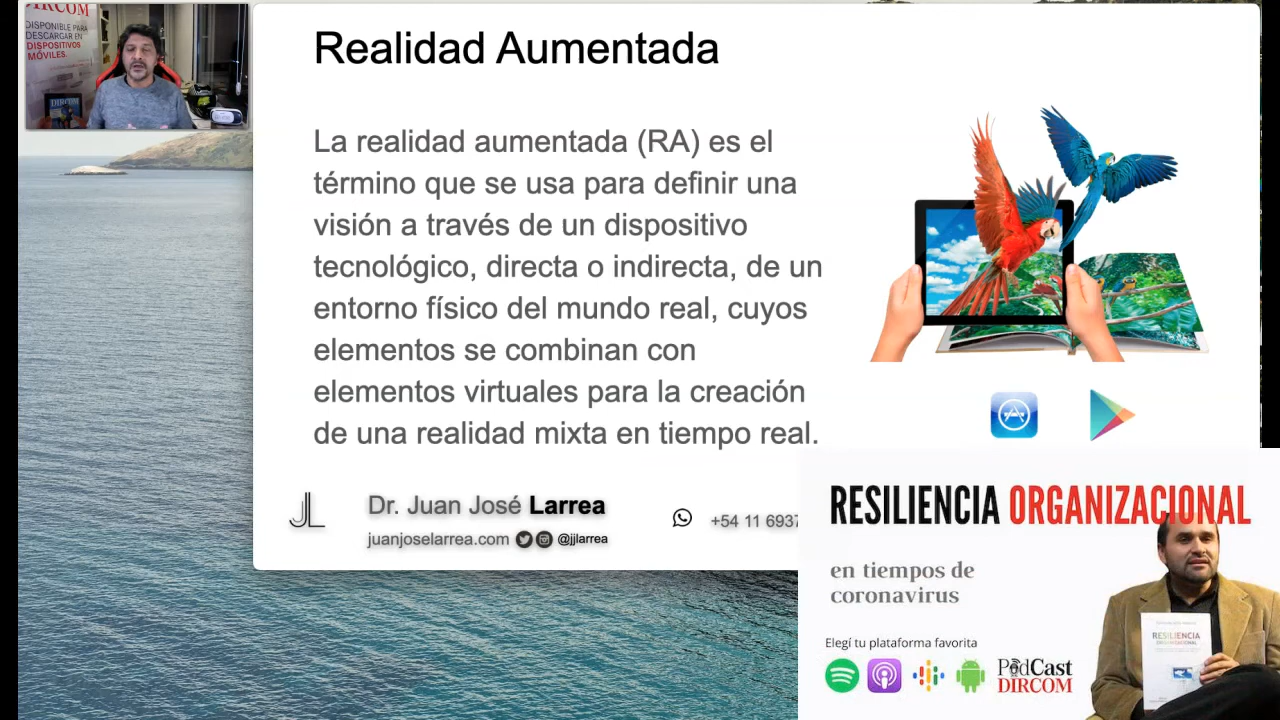 DIRCOM
DISPONIBLE PARA
DESCARGAR EN
DISPOSITIVOS
MÓVILES.
DIRCOM
Realidad Aumentada
La realidad aumentada (RA) es el
término que se usa para definir una
visión a través de un dispositivo
tecnológico, directa o indirecta, de un
entorno físico del mundo real, cuyos
elementos se combinan con
elementos virtuales para la creación
de una realidad mixta en tiempo real.
JL
Dr. Juan José Larrea
juanjoselarrea.com @jjlarrea
+54 11 6937
RESILIENCIA ORGANIZACIONAL
en tiempos de
coronavirus
Elegí tu plataforma favorita
PodCast
DIRCOM
RESILIENCIA
ORGANIZACIONAL